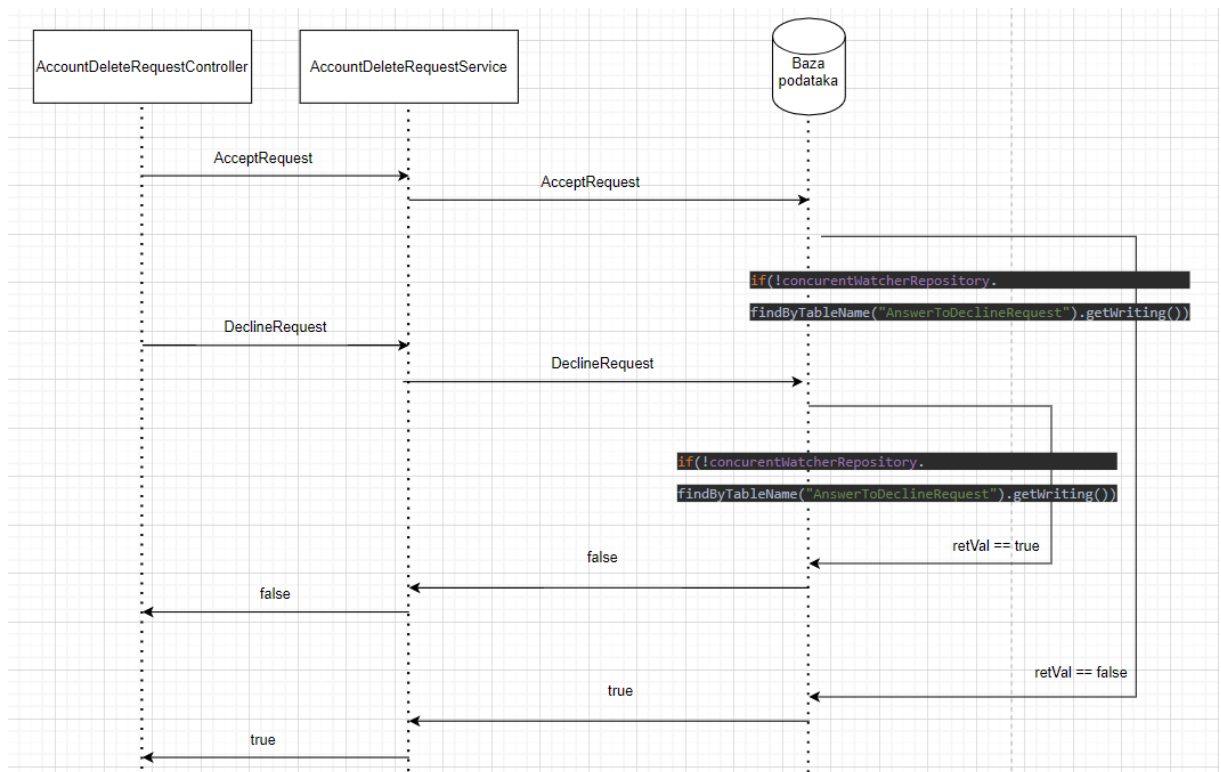 AccountDeleteRequestController
AccountDeleteRequestService
Baza
podataka
AcceptRequest
AcceptRequest
if(!concurentWatcherRepository.
findByTableName("AnswerToDeclineRequest").getWriting())
DeclineRequest
DeclineRequest
if(!concurentWatcherRepository.
findByTableName("AnswerToDeclineRequest").getWriting())
retVal == true
false
false
retVal == false
true
true